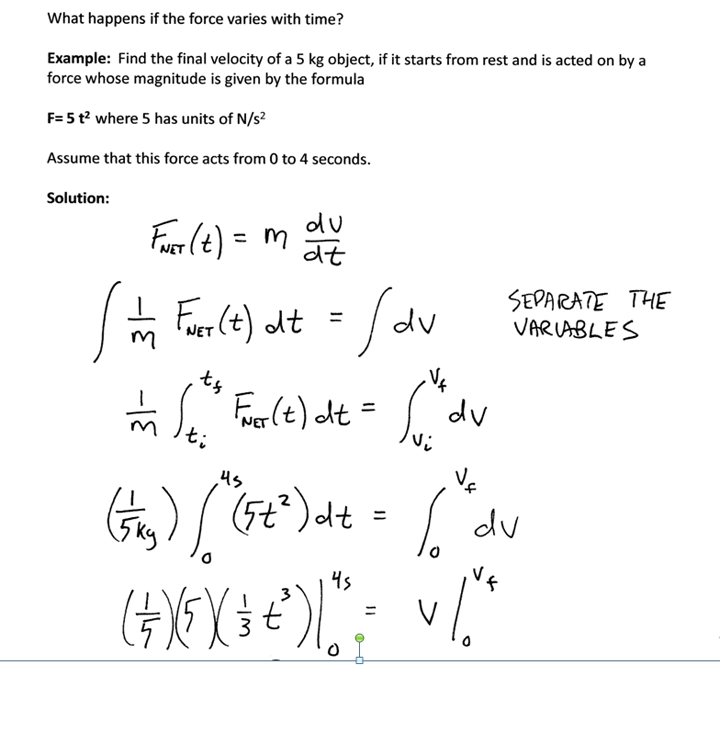 What happens if the force varies with time?
Example: Find the final velocity of a 5 kg object, if it starts from rest and is acted on by a
force whose magnitude is given by the formula
F= 5 t² where 5 has units of N/s²
Assume that this force acts from 0 to 4 seconds.
Solution:
F_NET (t) = m dv/dt
∫ 1/m F_NET (t) dt = ∫ dv SEPARATE THE
VARIABLES
1/m ∫_{t_i}^{t_f} F_NET (t) dt = ∫_{v_i}^{v_f} dv
(1/5kg) ∫_0^{4s} (5t²) dt = ∫_0^{v_f} dv
(1/5)(5)(1/3 t³)|_0^{4s} = v|_0^{v_f}